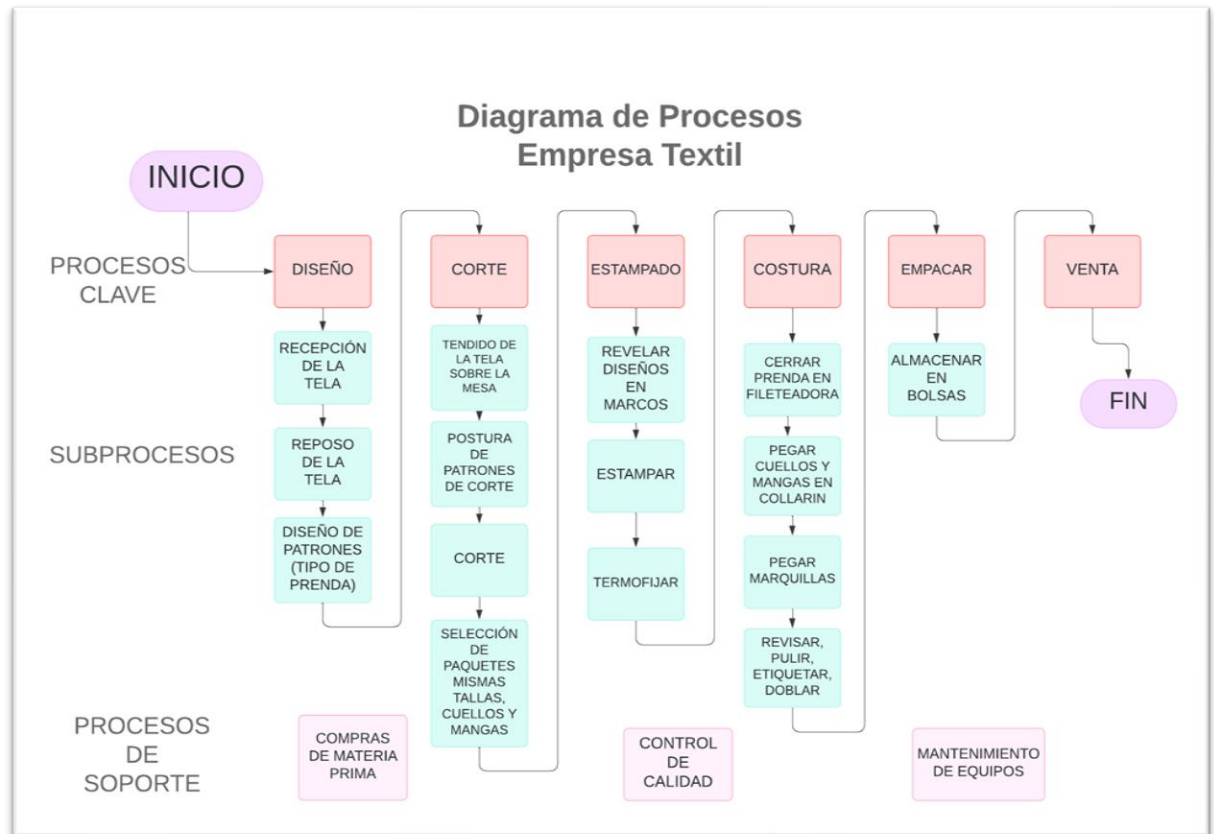 Diagrama de Procesos
Empresa Textil
INICIO
PROCESOS
CLAVE
DISEÑO
CORTE
ESTAMPADO
COSTURA
EMPACAR
VENTA
FIN
SUBPROCESOS
RECEPCIÓN
DE LA
TELA
REPOSO
DE LA
TELA
DISEÑO DE
PATRONES
(TIPO DE
PRENDA)
TENDIDO DE
LA TELA
SOBRE LA
MESA
POSTURA
DE
PATRONES
DE CORTE
CORTE
SELECCIÓN
DE
PAQUETES
MISMAS
TALLAS,
CUELLOS Y
MANGAS
REVELAR
DISEÑOS
EN
MARCOS
ESTAMPAR
TERMOFIJAR
CERRAR
PRENDA EN
FILETEADORA
PEGAR
CUELLOS Y
MANGAS EN
COLLARIN
PEGAR
MARQUILLAS
REVISAR,
PULIR,
ETIQUETAR,
DOBLAR
ALMACENAR
EN
BOLSAS
PROCESOS
DE
SOPORTE
COMPRAS
DE MATERIA
PRIMA
CONTROL
DE
CALIDAD
MANTENIMIENTO
DE EQUIPOS